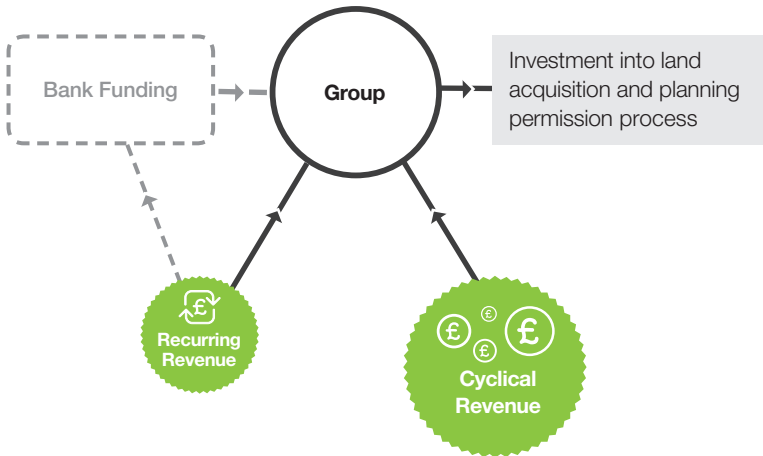 Bank Funding
Group
Investment into land
acquisition and planning
permission process
£
Recurring
Revenue
£
£
£
£
Cyclical
Revenue